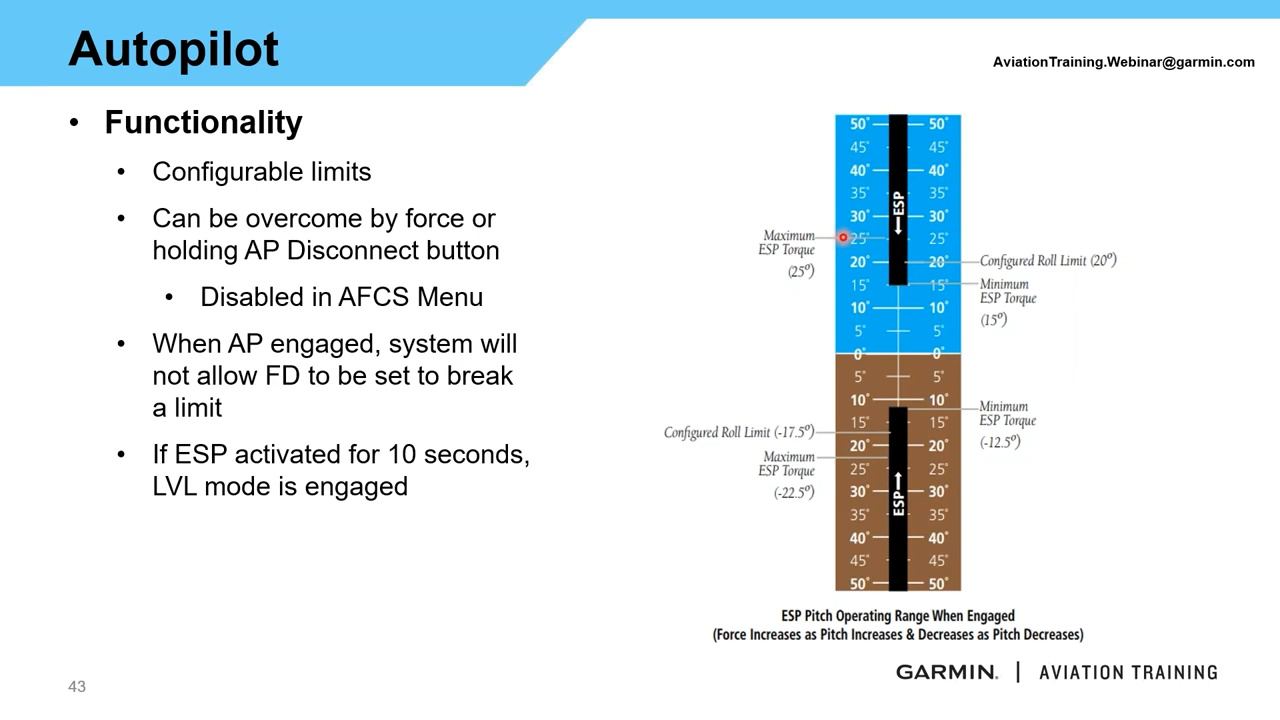 Autopilot
AviationTraining.Webinar@garmin.com
• Functionality
• Configurable limits
• Can be overcome by force or
holding AP Disconnect button
• Disabled in AFCS Menu
• When AP engaged, system will
not allow FD to be set to break
a limit
• If ESP activated for 10 seconds,
LVL mode is engaged
50° 50°
45° 45°
40° 40°
35° 35°
30° 30°
25° 25°
20° 20°
15° 15°
10° 10°
5° 5°
0° 0°
5° 5°
10° 10°
15° 15°
20° 20°
25° 25°
30° 30°
35° 35°
40° 40°
45° 45°
50° 50°
←ESP
ESP→
Maximum
ESP Torque
(25°)
Configured Roll Limit (20°)
Minimum
ESP Torque
(15°)
Minimum
ESP Torque
(-12.5°)
Configured Roll Limit (-17.5°)
Maximum
ESP Torque
(-22.5°)
ESP Pitch Operating Range When Engaged
(Force Increases as Pitch Increases & Decreases as Pitch Decreases)
43
GARMIN. | AVIATION TRAINING